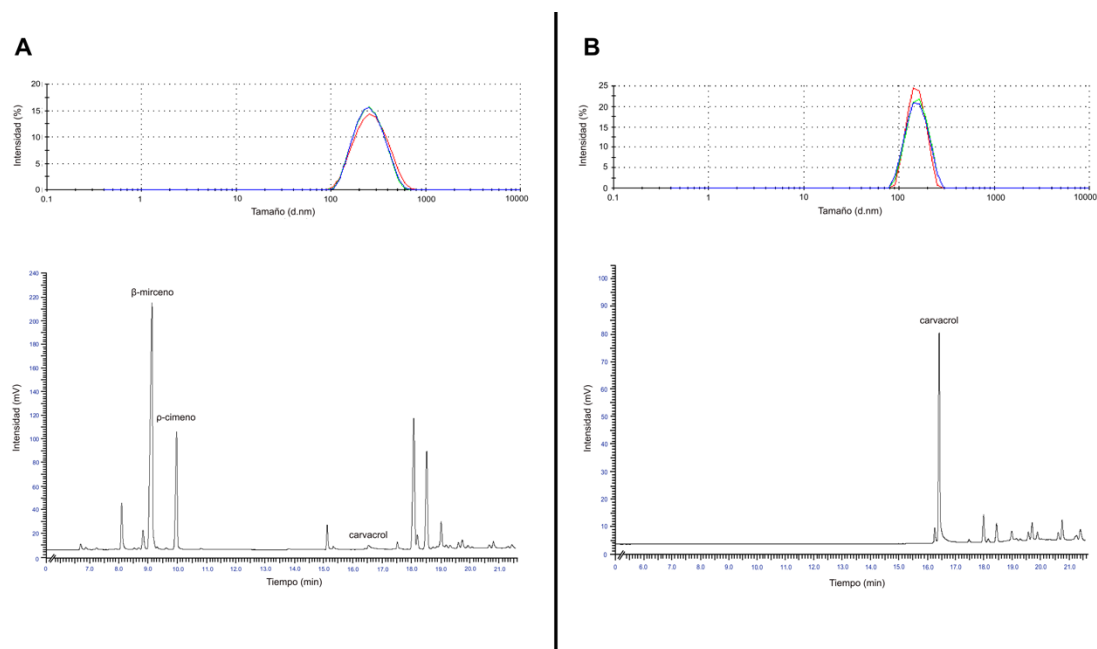 A
20
15
10
5
0
Intensidad (%)
0.1 1 10 100 1000 10000
Tamaño (d.nm)
240
220
200
180
160
140
120
100
80
60
40
20
0
Intensidad (mV)
β-mirceno
ρ-cimeno
carvacrol
0 7.0 8.0 9.0 10.0 11.0 12.0 13.0 14.0 15.0 16.0 17.0 18.0 19.0 20.0 21.0
Tiempo (min)
B
25
20
15
10
5
0
Intensidad (%)
0.1 1 10 100 1000 10000
Tamaño (d.nm)
100
90
80
70
60
50
40
30
20
10
0
Intensidad (mV)
carvacrol
0 6.0 7.0 8.0 9.0 10.0 11.0 12.0 13.0 14.0 15.0 16.0 17.0 18.0 19.0 20.0 21.0
Tiempo (min)